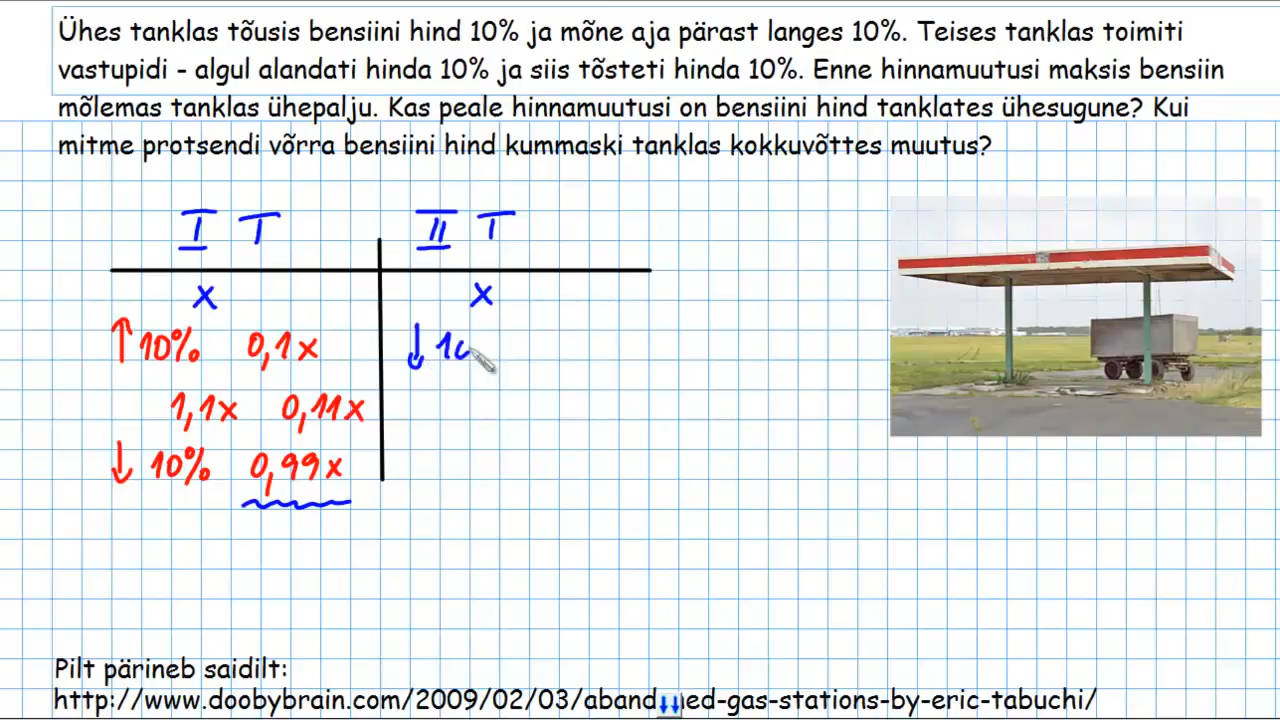 Ühes tanklas tõusis bensiini hind 10% ja mõne aja pärast langes 10%. Teises tanklas toimiti
vastupidi - algul alandati hinda 10% ja siis tõsteti hinda 10%. Enne hinnamuutusi maksis bensiin
mõlemas tanklas ühepalju. Kas peale hinnamuutusi on bensiini hind tanklates ühesugune? Kui
mitme protsendi võrra bensiini hind kummaski tanklas kokkuvõttes muutus?
I T II T
x x
↑ 10% 0,1x ↓ 10
1,1x 0,11x
↓ 10% 0,99x
Pilt pärineb saidilt:
http://www.doobybrain.com/2009/02/03/aband ned-gas-stations-by-eric-tabuchi/